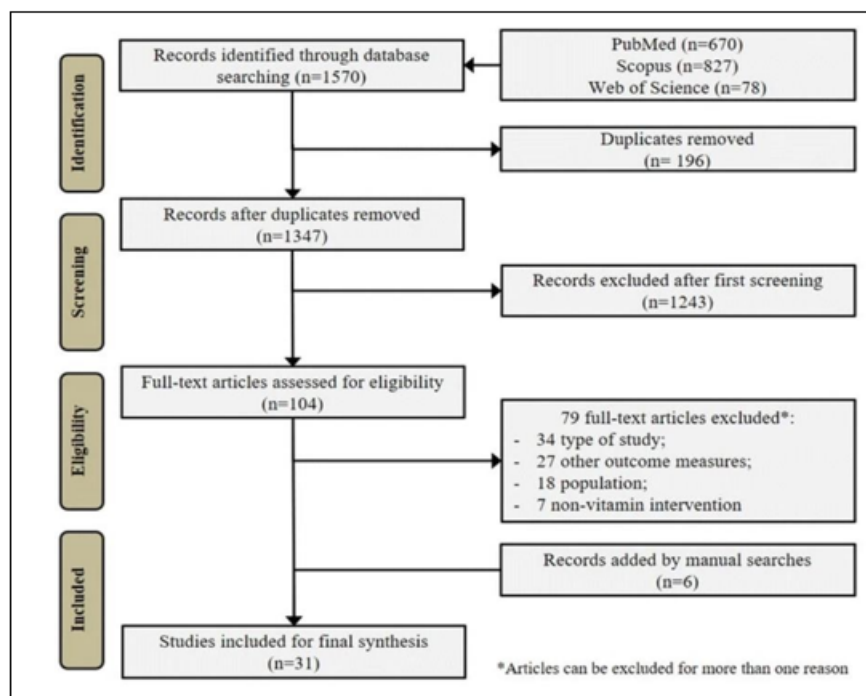 Identification
Records identified through database
searching (n=1570)
PubMed (n=670)
Scopus (n=827)
Web of Science (n=78)
Duplicates removed
(n= 196)
Screening
Records after duplicates removed
(n=1347)
Records excluded after first screening
(n=1243)
Eligibility
Full-text articles assessed for eligibility
(n=104)
79 full-text articles excluded*:
- 34 type of study;
- 27 other outcome measures;
- 18 population;
- 7 non-vitamin intervention
Included
Records added by manual searches
(n=6)
Studies included for final synthesis
(n=31)
*Articles can be excluded for more than one reason